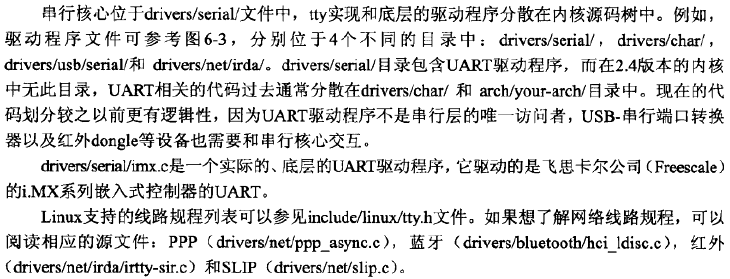 串行核心位于drivers/serial/文件中，tty实现和底层的驱动程序分散在内核源码树中。例如，
驱动程序文件可参考图6-3，分别位于4个不同的目录中：drivers/serial/，drivers/char/，
drivers/usb/serial/和 drivers/net/irda/。drivers/serial/目录包含UART驱动程序，而在2.4版本的内核
中无此目录，UART相关的代码过去通常分散在drivers/char/ 和 arch/your-arch/目录中。现在的代
码划分较之以前更有逻辑性，因为UART驱动程序不是串行层的唯一访问者，USB-串行端口转换
器以及红外dongle等设备也需要和串行核心交互。
drivers/serial/imx.c是一个实际的、底层的UART驱动程序，它驱动的是飞思卡尔公司（Freescale）
的i.MX系列嵌入式控制器的UART。
Linux支持的线路规程列表可以参见include/linux/tty.h文件。如果想了解网络线路规程，可以
阅读相应的源文件：PPP（drivers/net/ppp_async.c），蓝牙（drivers/bluetooth/hci_ldisc.c），红外
（drivers/net/irda/irtty-sir.c）和SLIP（drivers/net/slip.c）。